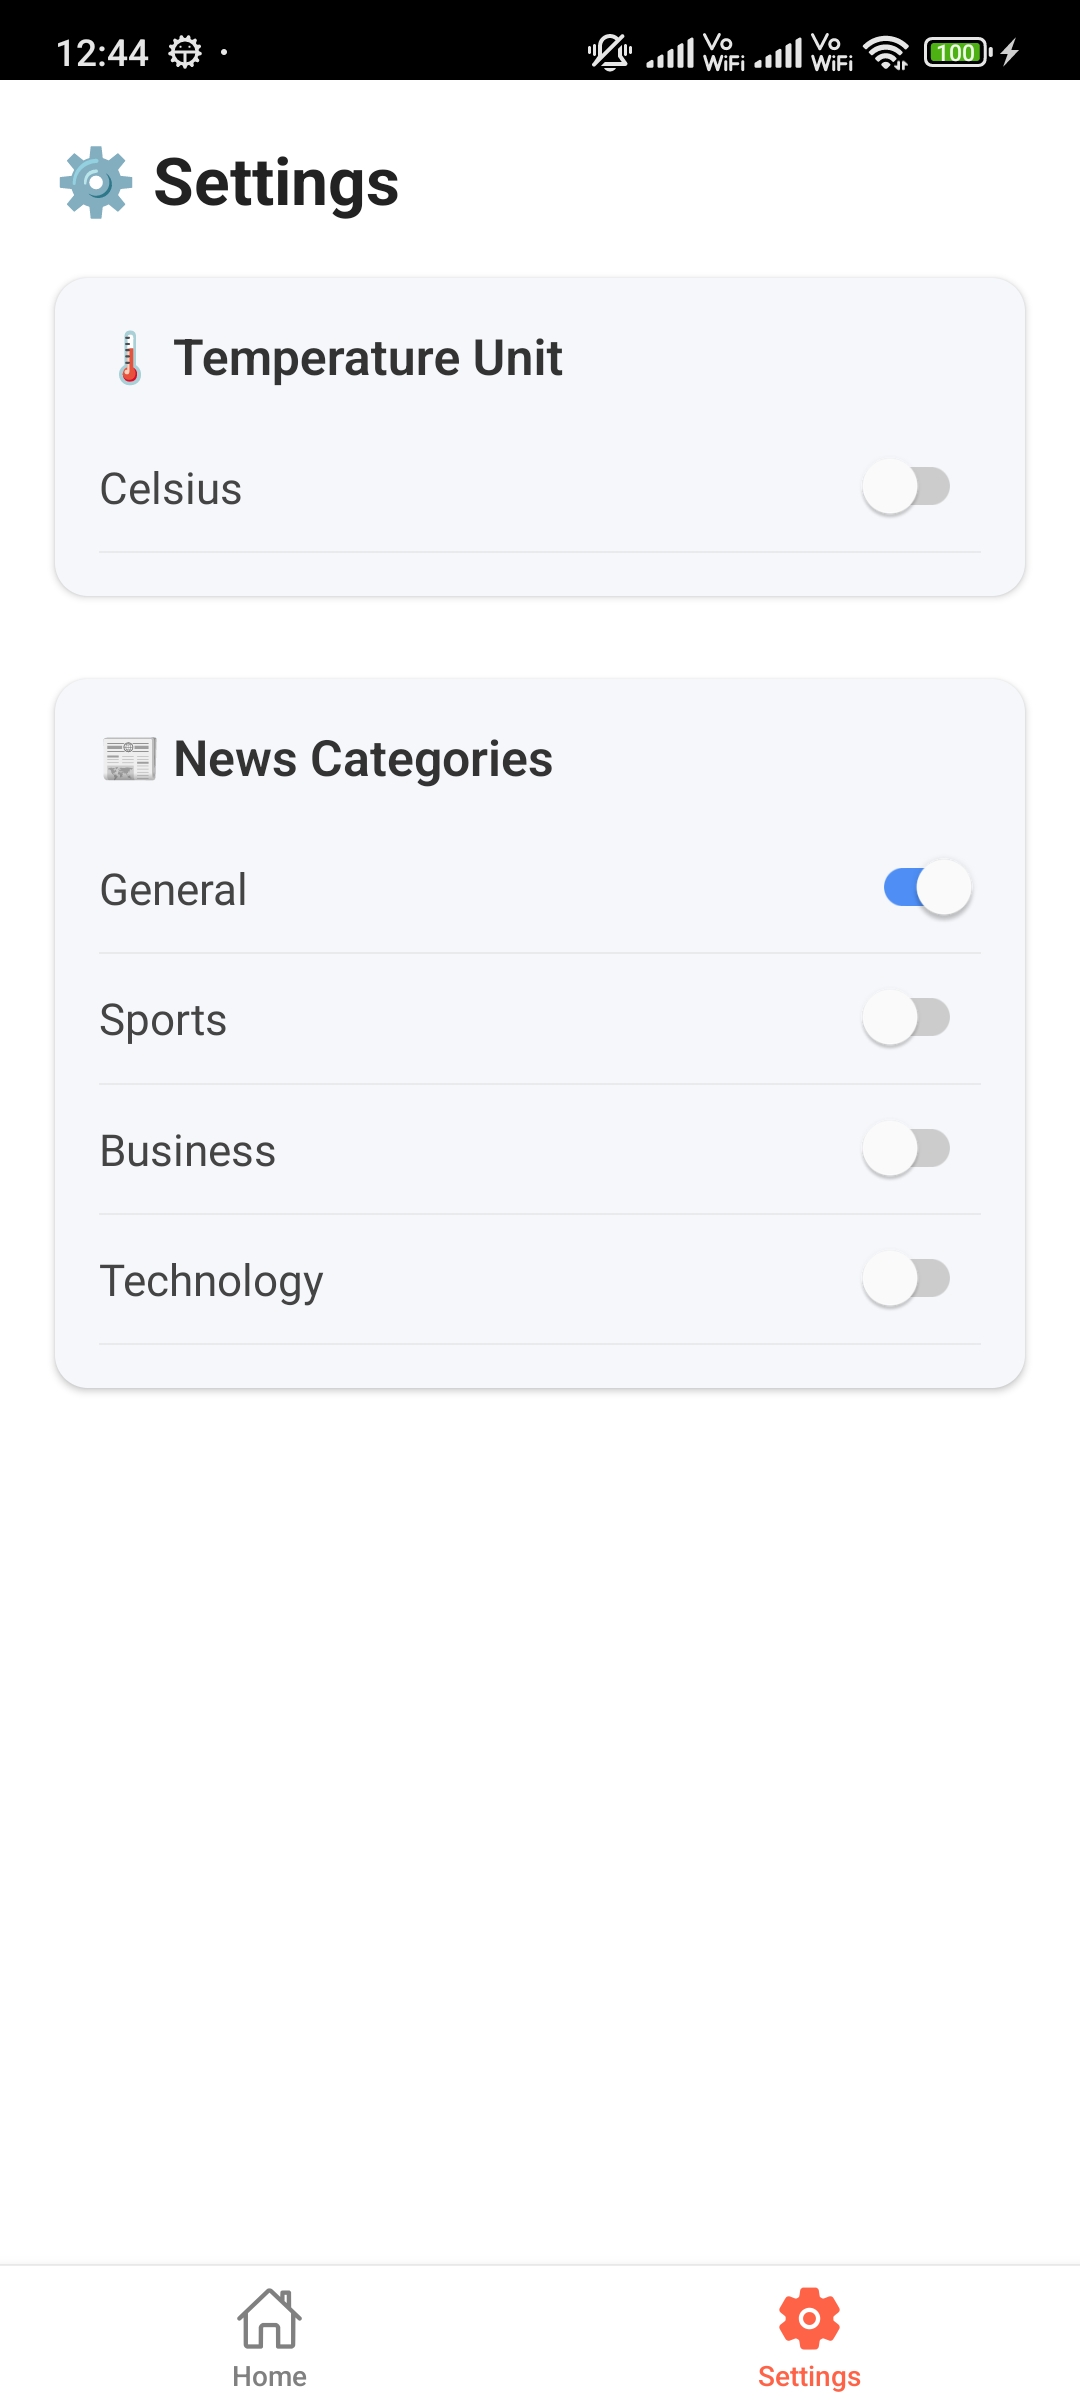 12:44 Vo WiFi Vo WiFi 100
Settings
Temperature Unit
Celsius
News Categories
General
Sports
Business
Technology
Home Settings